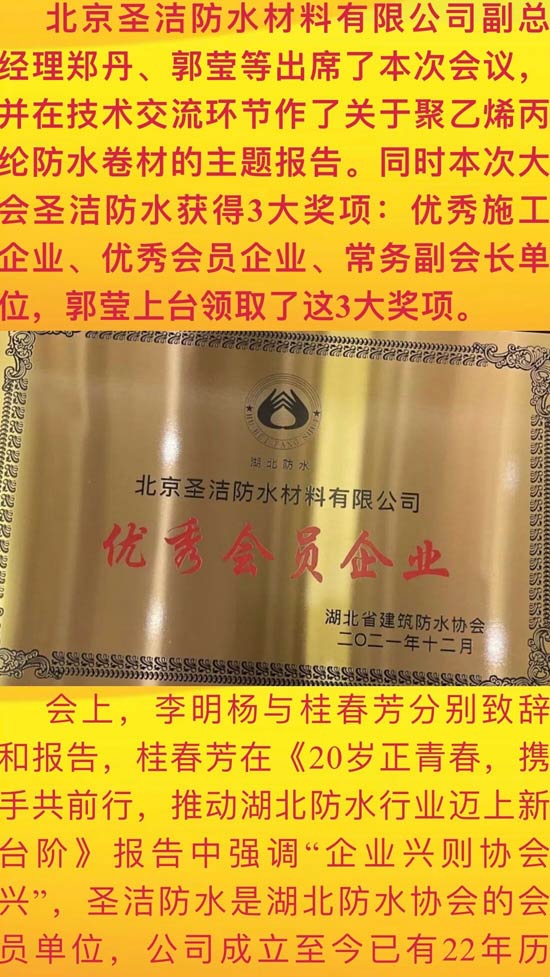 北京圣洁防水材料有限公司副总
经理郑丹、郭莹等出席了本次会议，
并在技术交流环节作了关于聚乙烯丙
纶防水卷材的主题报告。同时本次大
会圣洁防水获得3大奖项：优秀施工
企业、优秀会员企业、常务副会长单
位，郭莹上台领取了这3大奖项。
HU BEI FANG SHUI
湖北防水
北京圣洁防水材料有限公司
优秀会员企业
湖北省建筑防水协会
二〇二一年十二月
会上，李明杨与桂春芳分别致辞
和报告，桂春芳在《20岁正青春，携
手共前行，推动湖北防水行业迈上新
台阶》报告中强调“企业兴则协会
兴”，圣洁防水是湖北防水协会的会
员单位，公司成立至今已有22年历